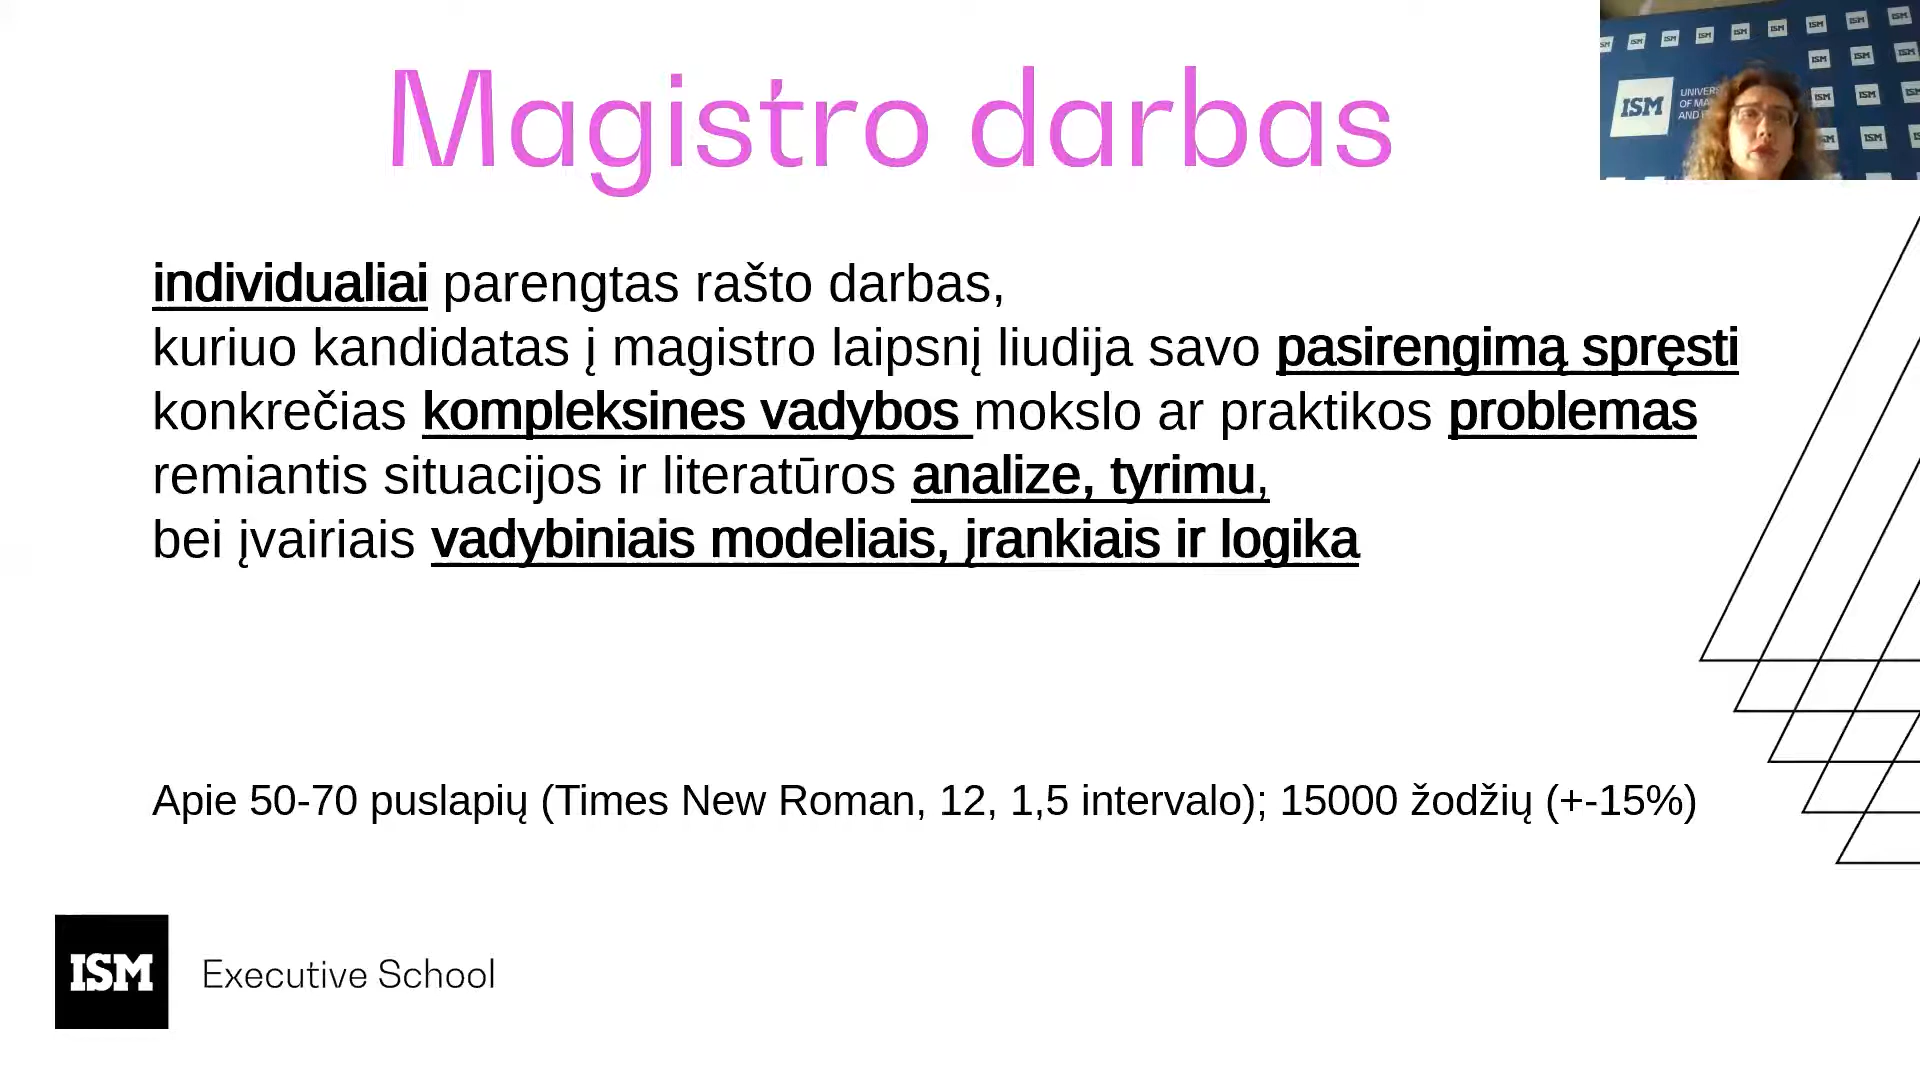 Magistro darbas
individualiai parengtas rašto darbas,
kuriuo kandidatas į magistro laipsnį liudija savo pasirengimą spręsti
konkrečias kompleksines vadybos mokslo ar praktikos problemas
remiantis situacijos ir literatūros analize, tyrimu,
bei įvairiais vadybiniais modeliais, įrankiais ir logika
Apie 50-70 puslapių (Times New Roman, 12, 1,5 intervalo); 15000 žodžių (+-15%)
ISM Executive School
ISM